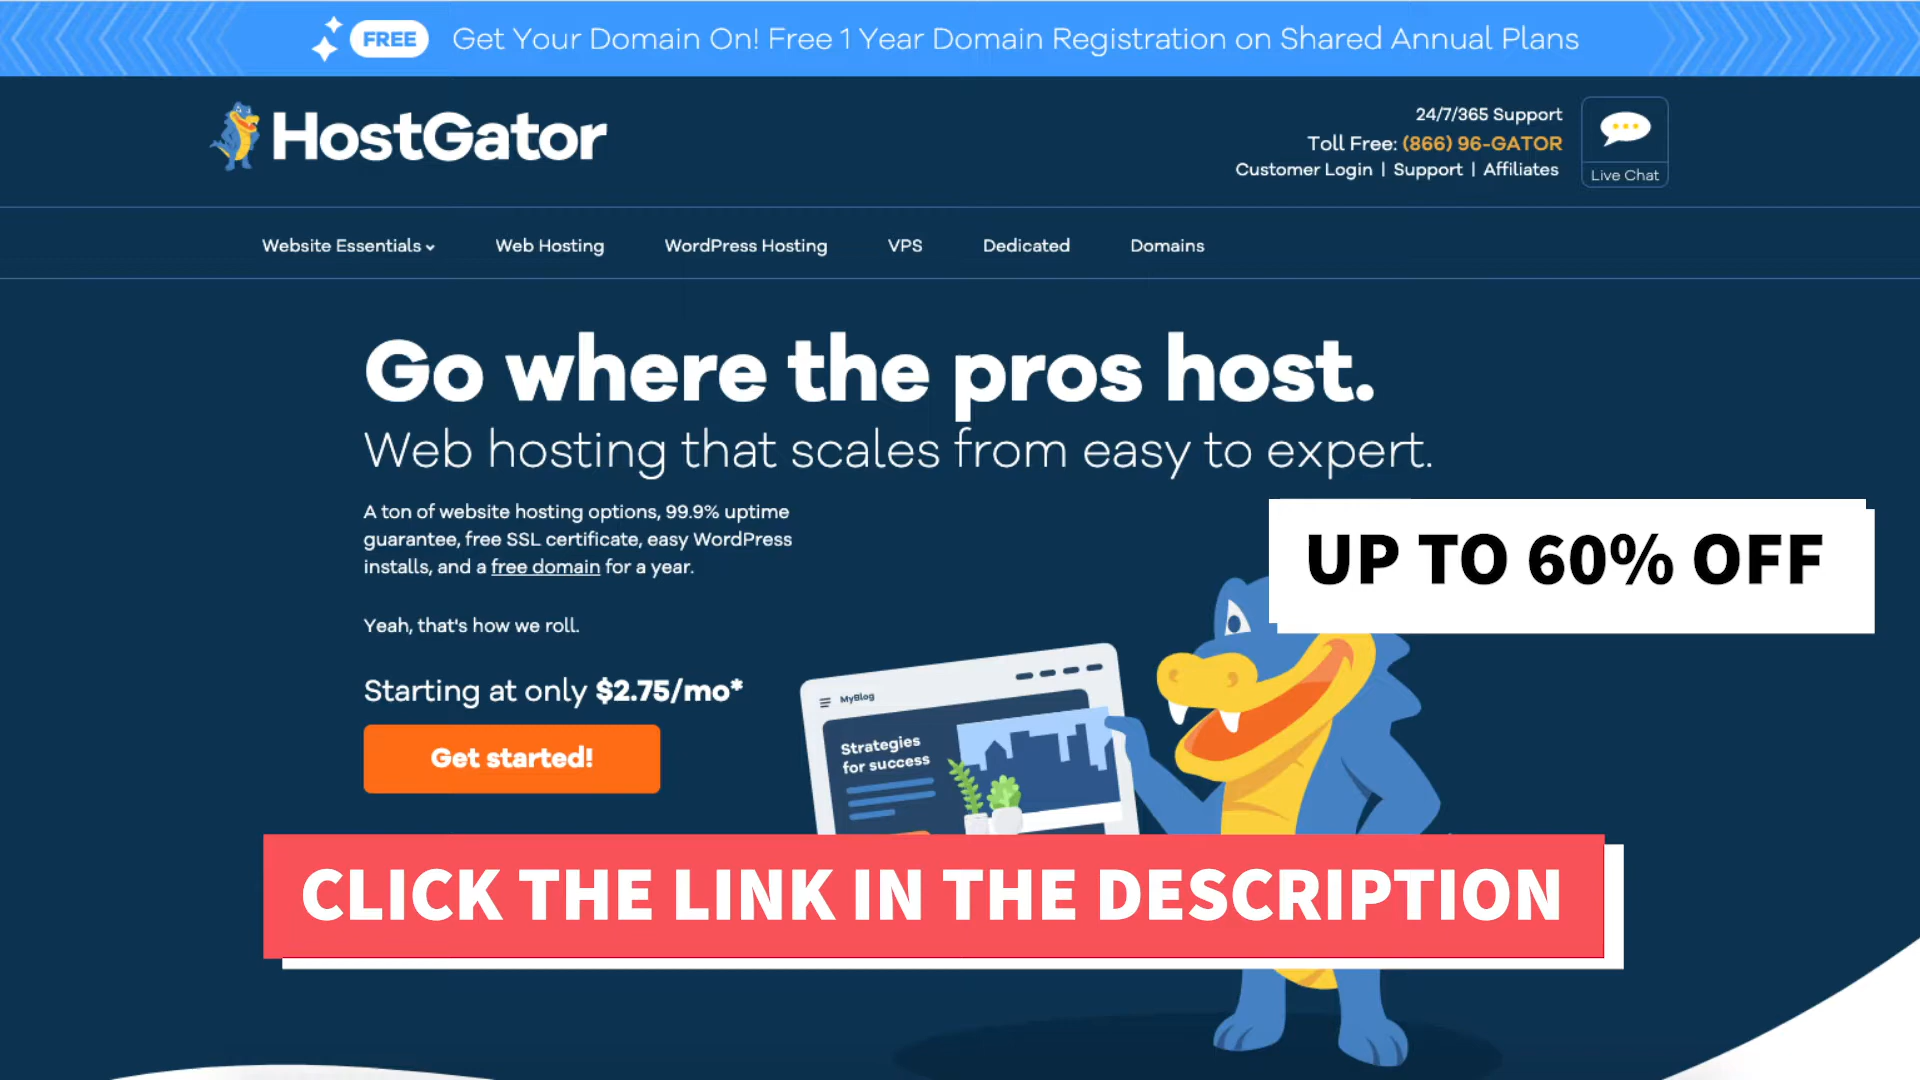 FREE Get Your Domain On! Free 1 Year Domain Registration on Shared Annual Plans
HostGator
24/7/365 Support
Toll Free: (866) 96-GATOR
Customer Login | Support | Affiliates
Live Chat
Website Essentials Web Hosting WordPress Hosting VPS Dedicated Domains
Go where the pros host.
Web hosting that scales from easy to expert.
A ton of website hosting options, 99.9% uptime
guarantee, free SSL certificate, easy WordPress
installs, and a free domain for a year.
UP TO 60% OFF
Yeah, that's how we roll.
Starting at only $2.75/mo*
Get started!
MyBlog
Strategies
for success
CLICK THE LINK IN THE DESCRIPTION